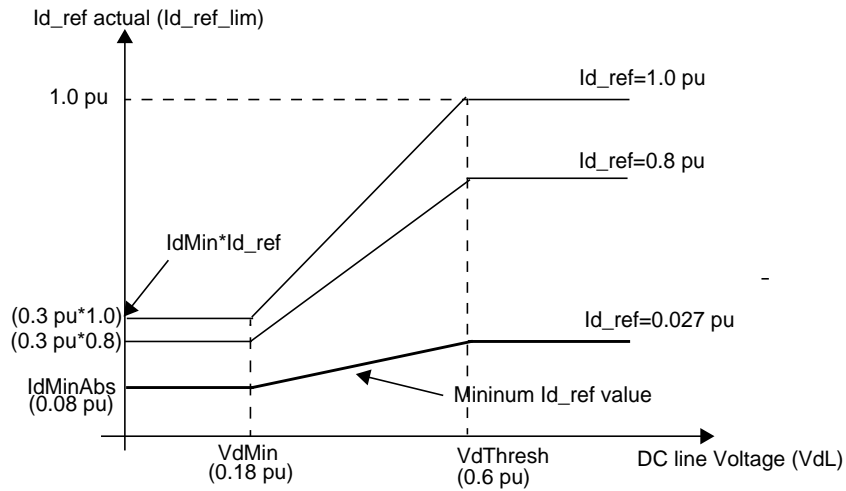 Id_ref actual (Id_ref_lim)
Id_ref=1.0 pu
1.0 pu
Id_ref=0.8 pu
IdMin*Id_ref
(0.3 pu*1.0)
Id_ref=0.027 pu
(0.3 pu*0.8)
IdMinAbs
(0.08 pu)
Mininum Id_ref value
VdMin
(0.18 pu)
VdThresh
(0.6 pu)
DC line Voltage (VdL)